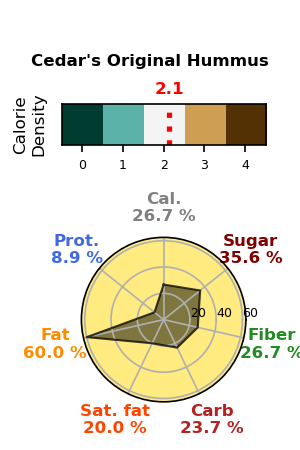 Cedar's Original Hummus
2.1
Calorie
Density
0 1 2 3 4
Cal.
26.7 %
Prot.
8.9 %
Sugar
35.6 %
20 40 60
Fat
60.0 %
Fiber
26.7 %
Sat. fat
20.0 %
Carb
23.7 %